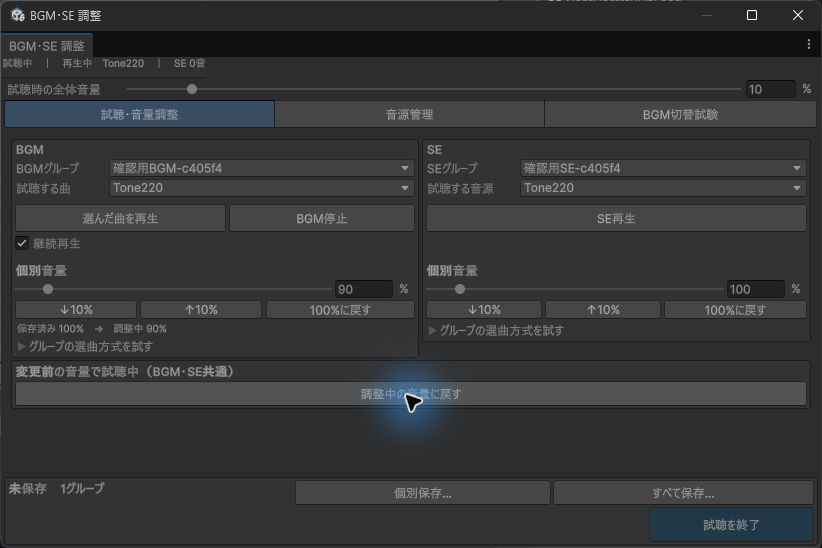 BGM･SE 調整
BGM･SE 調整
試聴中 | 再生中 Tone220 | SE 0音
試聴時の全体音量 10 %
試聴･音量調整 音源管理 BGM切替試験
BGM
BGMグループ 確認用BGM-c405f4
試聴する曲 Tone220
選んだ曲を再生 BGM停止
継続再生
個別音量
90 %
↓10% ↑10% 100%に戻す
保存済み 100% → 調整中 90%
グループの選曲方式を試す
SE
SEグループ 確認用SE-c405f4
試聴する音源 Tone220
SE再生
個別音量
100 %
↓10% ↑10% 100%に戻す
グループの選曲方式を試す
変更前の音量で試聴中（BGM･SE共通）
調整中の音量に戻す
未保存 1グループ
個別保存... すべて保存...
試聴を終了